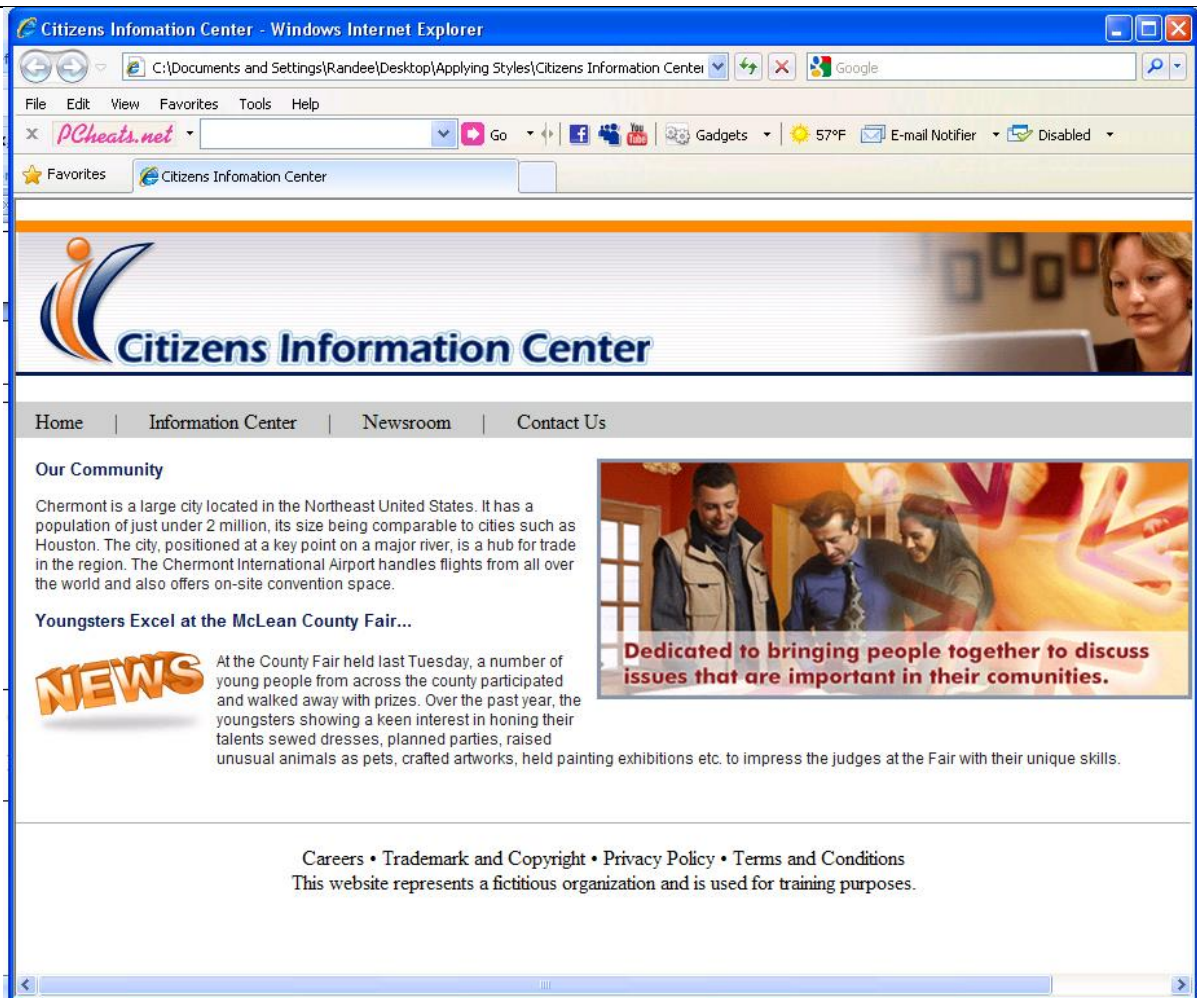 Citizens Infomation Center - Windows Internet Explorer
C:\Documents and Settings\Randee\Desktop\Applying Styles\Citizens Information Center
Google
File Edit View Favorites Tools Help
x PCheats.net Go You Tube Gadgets 57°F E-mail Notifier Disabled
Favorites Citizens Infomation Center
Citizens Information Center
Home | Information Center | Newsroom | Contact Us
Our Community
Chermont is a large city located in the Northeast United States. It has a
population of just under 2 million, its size being comparable to cities such as
Houston. The city, positioned at a key point on a major river, is a hub for trade
in the region. The Chermont International Airport handles flights from all over
the world and also offers on-site convention space.
Dedicated to bringing people together to discuss
issues that are important in their comunities.
Youngsters Excel at the McLean County Fair...
NEWS
At the County Fair held last Tuesday, a number of
young people from across the county participated
and walked away with prizes. Over the past year, the
youngsters showing a keen interest in honing their
talents sewed dresses, planned parties, raised
unusual animals as pets, crafted artworks, held painting exhibitions etc. to impress the judges at the Fair with their unique skills.
Careers • Trademark and Copyright • Privacy Policy • Terms and Conditions
This website represents a fictitious organization and is used for training purposes.